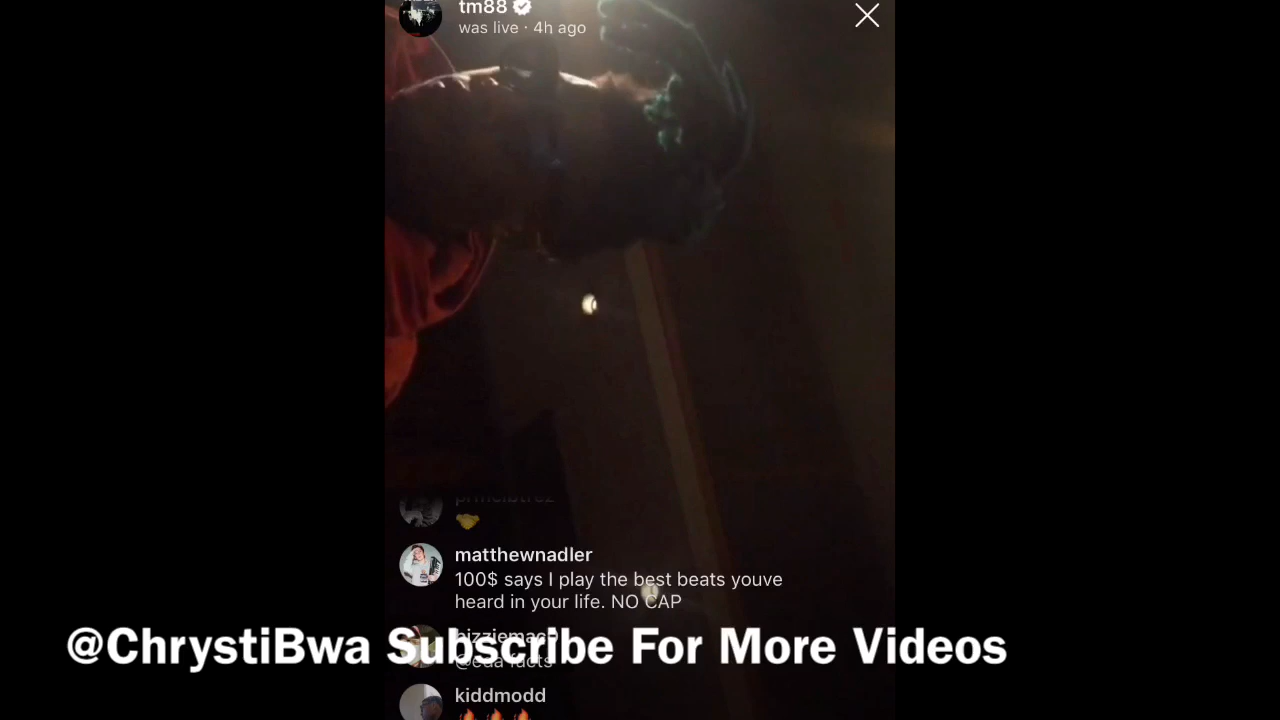 tm88
was live · 4h ago
matthewnadler
100$ says I play the best beats youve
heard in your life. NO CAP
@ChrystiBwa Subscribe For More Videos
kiddmodd